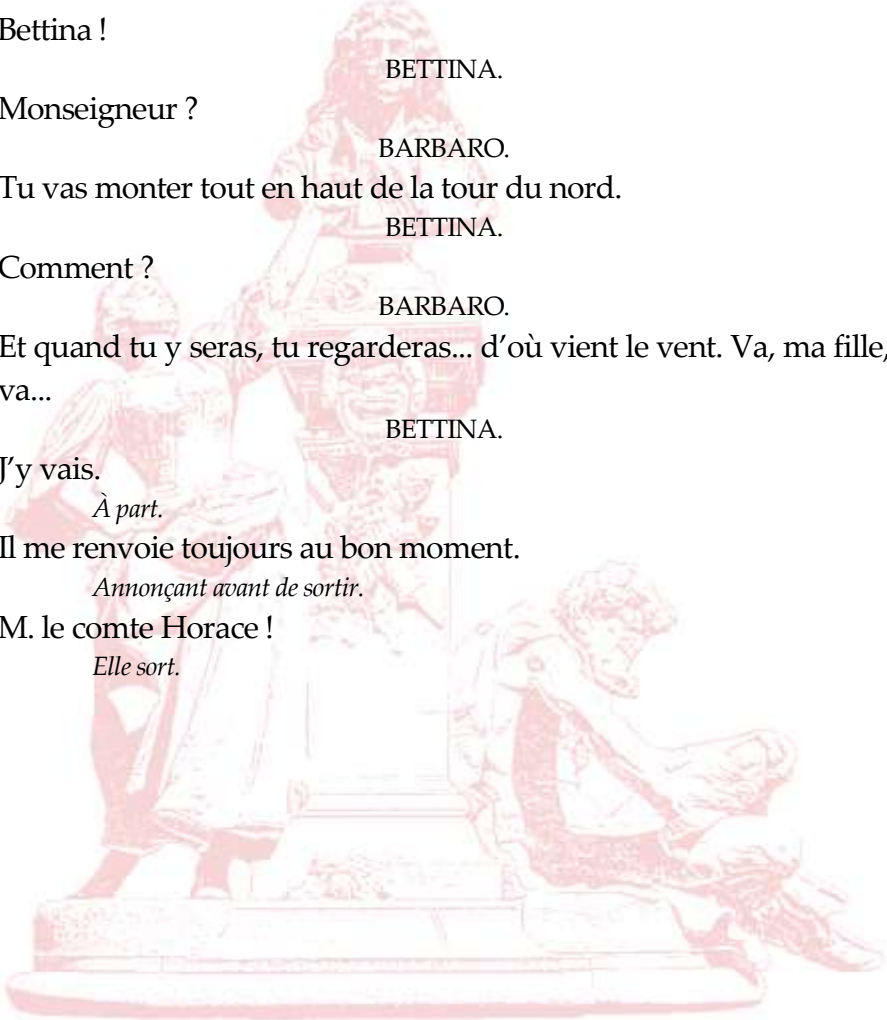 Bettina !
BETTINA.
Monseigneur ?
BARBARO.
Tu vas monter tout en haut de la tour du nord.
BETTINA.
Comment ?
BARBARO.
Et quand tu y seras, tu regarderas... d’où vient le vent. Va, ma fille,
va...
BETTINA.
J’y vais.
À part.
Il me renvoie toujours au bon moment.
Annonçant avant de sortir.
M. le comte Horace !
Elle sort.